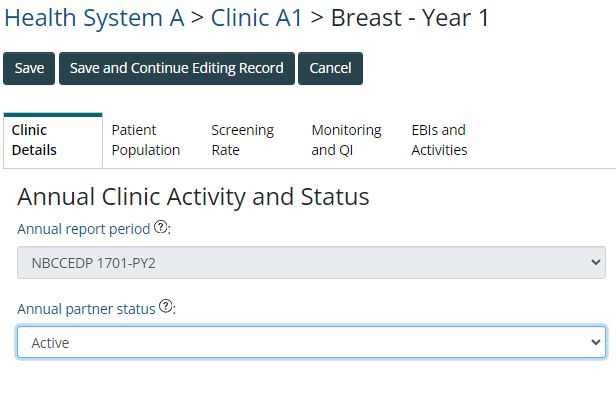 Health System A > Clinic A1 > Breast - Year 1
Save
Save and Continue Editing Record
Cancel
Clinic
Details
Patient
Population
Screening
Rate
Monitoring
and QI
EBIs and
Activities
Annual Clinic Activity and Status
Annual report period ?:
NBCCEDP 1701-PY2
Annual partner status ?:
Active